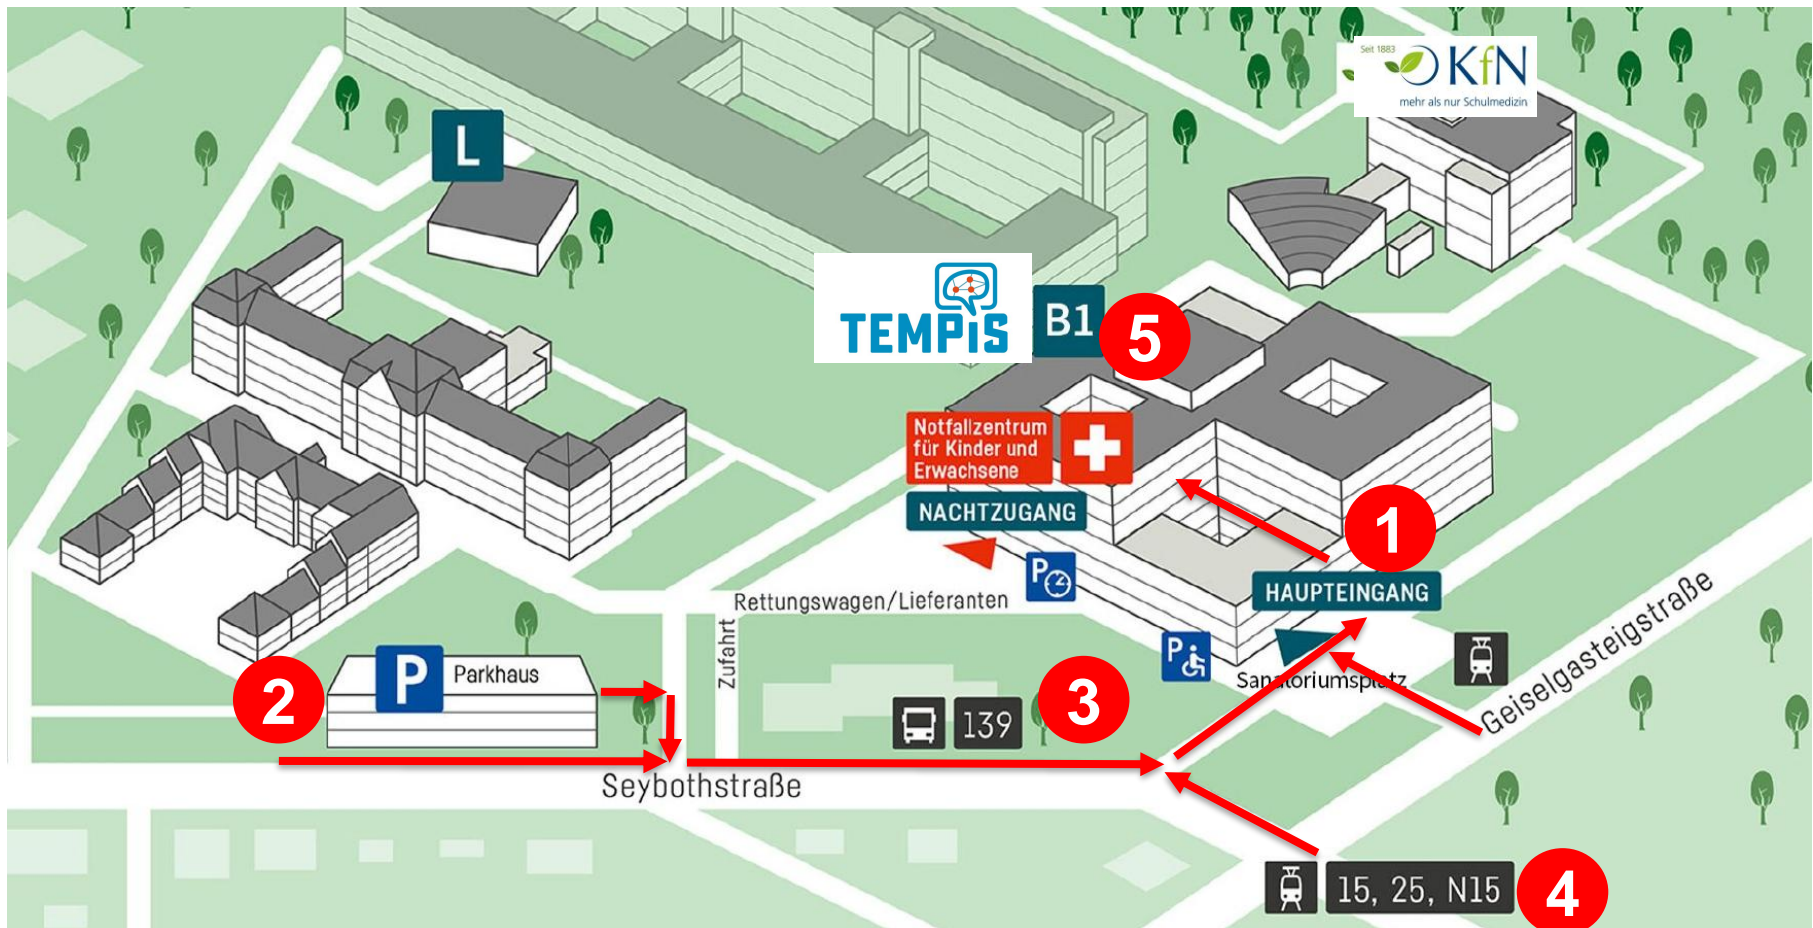 Seit 1883
KfN
mehr als nur Schulmedizin
L
TEMPiS
B1
5
Notfallzentrum
für Kinder und
Erwachsene
NACHTZUGANG
1
P
HAUPTEINGANG
Rettungswagen/Lieferanten
Zufahrt
P
Sanatoriumsplatz
Geiselgasteigstraße
2
P
Parkhaus
139
3
Seybothstraße
15, 25, N15
4